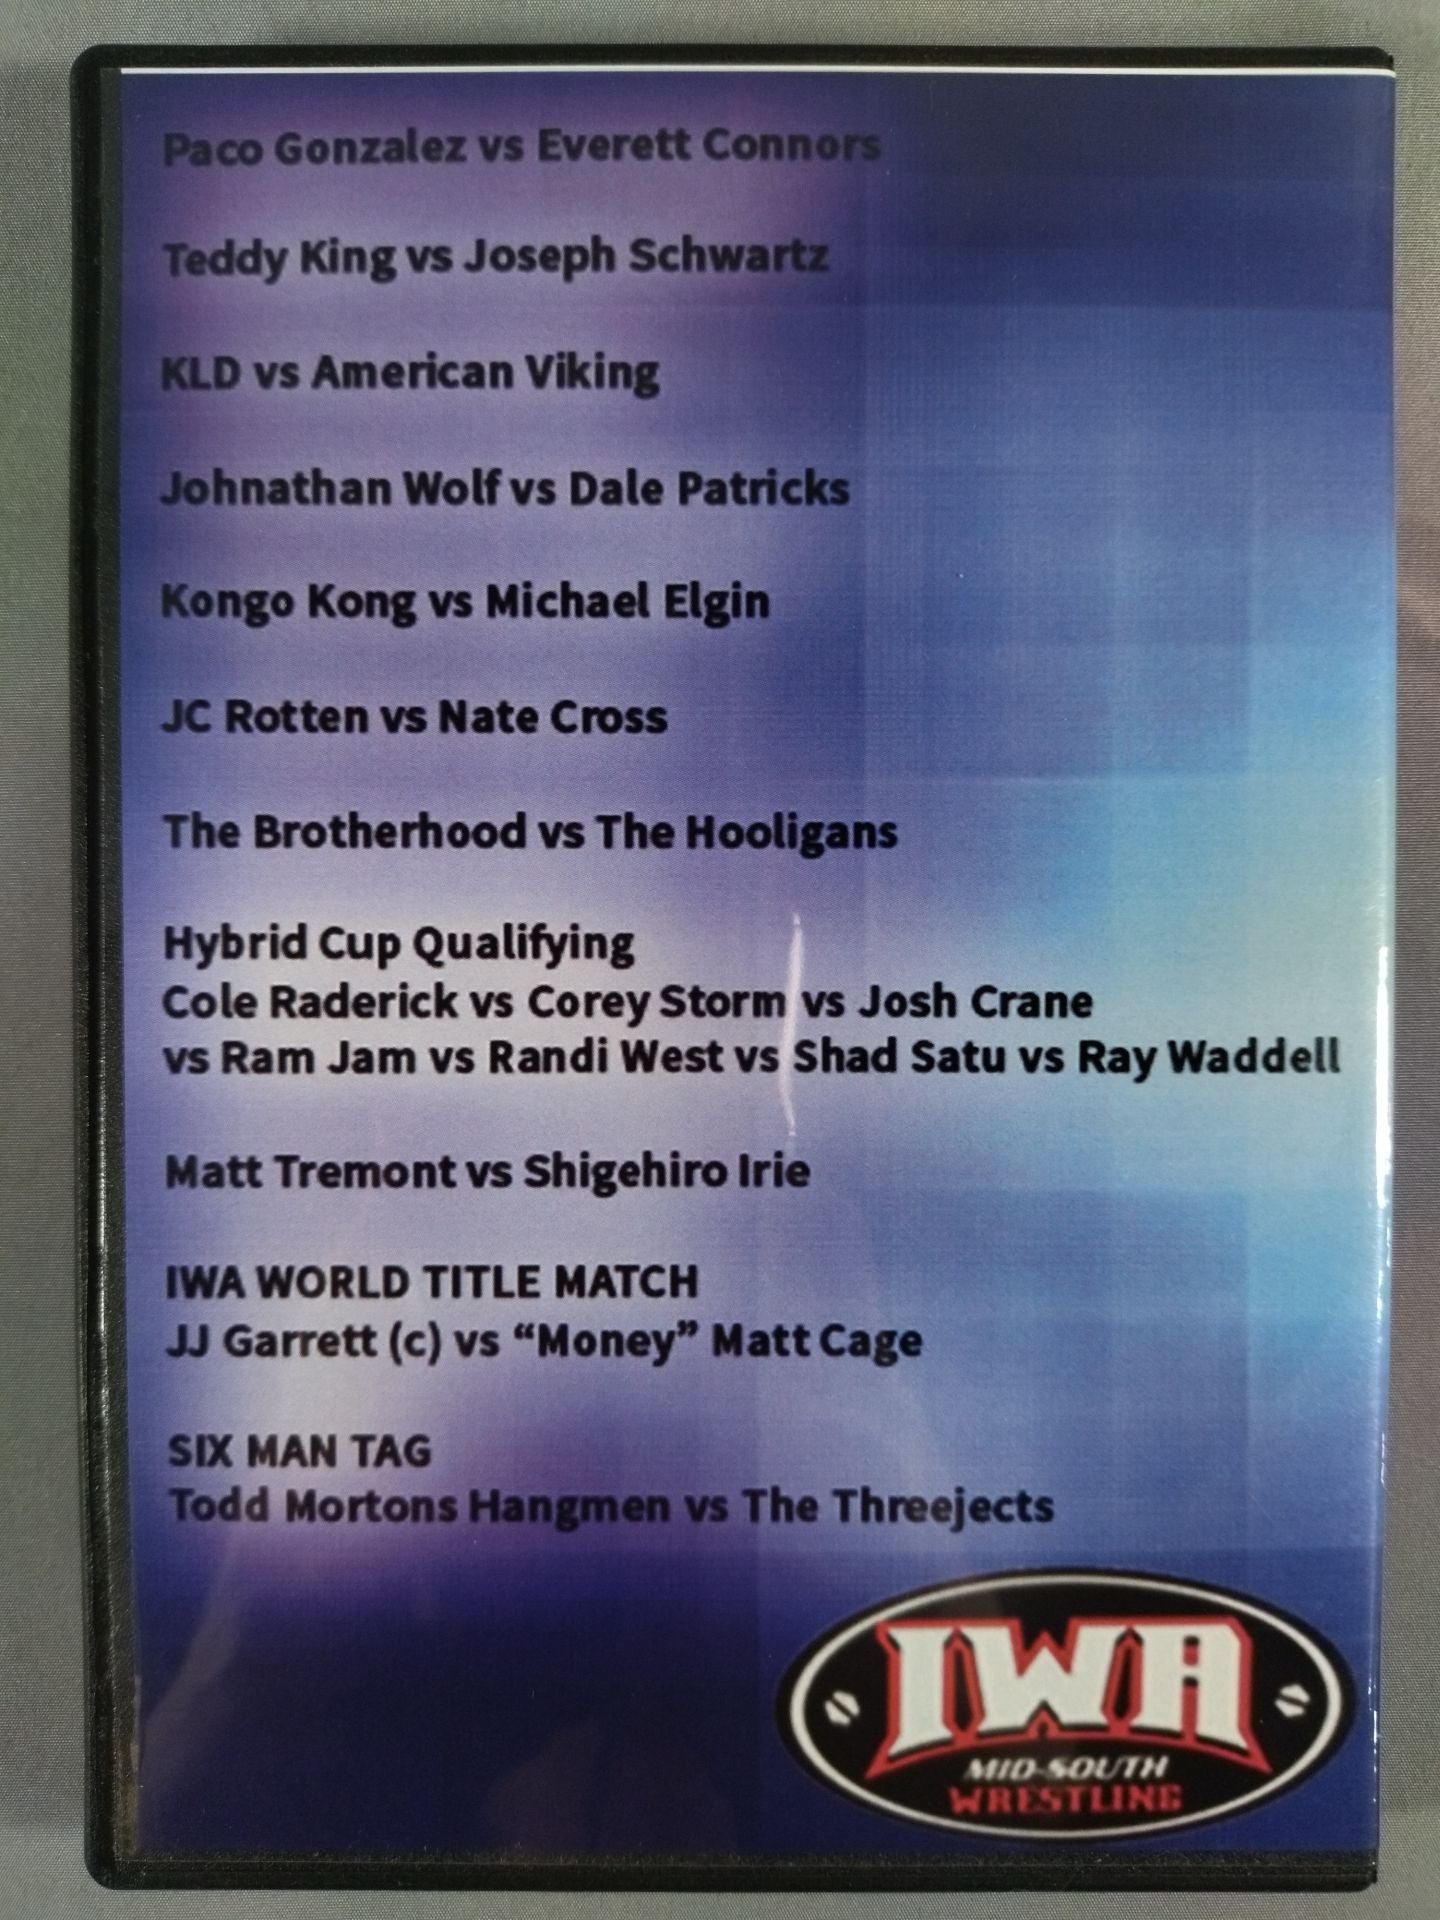 Paco Gonzalez vs Everett Connors
Teddy King vs Joseph Schwartz
KLD vs American Viking
Johnathan Wolf vs Dale Patricks
Kongo Kong vs Michael Elgin
JC Rotten vs Nate Cross
The Brotherhood vs The Hooligans
Hybrid Cup Qualifying
Cole Raderick vs Corey Storm vs Josh Crane
vs Ram Jam vs Randi West vs Shad Satu vs Ray Waddell
Matt Tremont vs Shigehiro Irie
IWA WORLD TITLE MATCH
JJ Garrett (c) vs “Money” Matt Cage
SIX MAN TAG
Todd Mortons Hangmen vs The Threejects
IWA
MID-SOUTH
WRESTLING